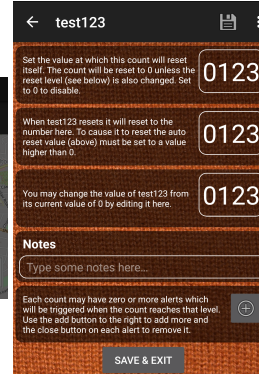 test123
Set the value at which this count will reset
itself. The count will be reset to 0 unless the
reset level (see below) is also changed. Set
to 0 to disable.
0123
When test123 resets it will reset to the
number here. To cause it to reset the auto
reset value (above) must be set to a value
higher than 0.
0123
You may change the value of test123 from
its current value of 0 by editing it here.
0123
Notes
Type some notes here...
Each count may have zero or more alerts which
will be triggered when the count reaches that level.
Use the add button to the right to add more and
the close button on each alert to remove it.
SAVE & EXIT